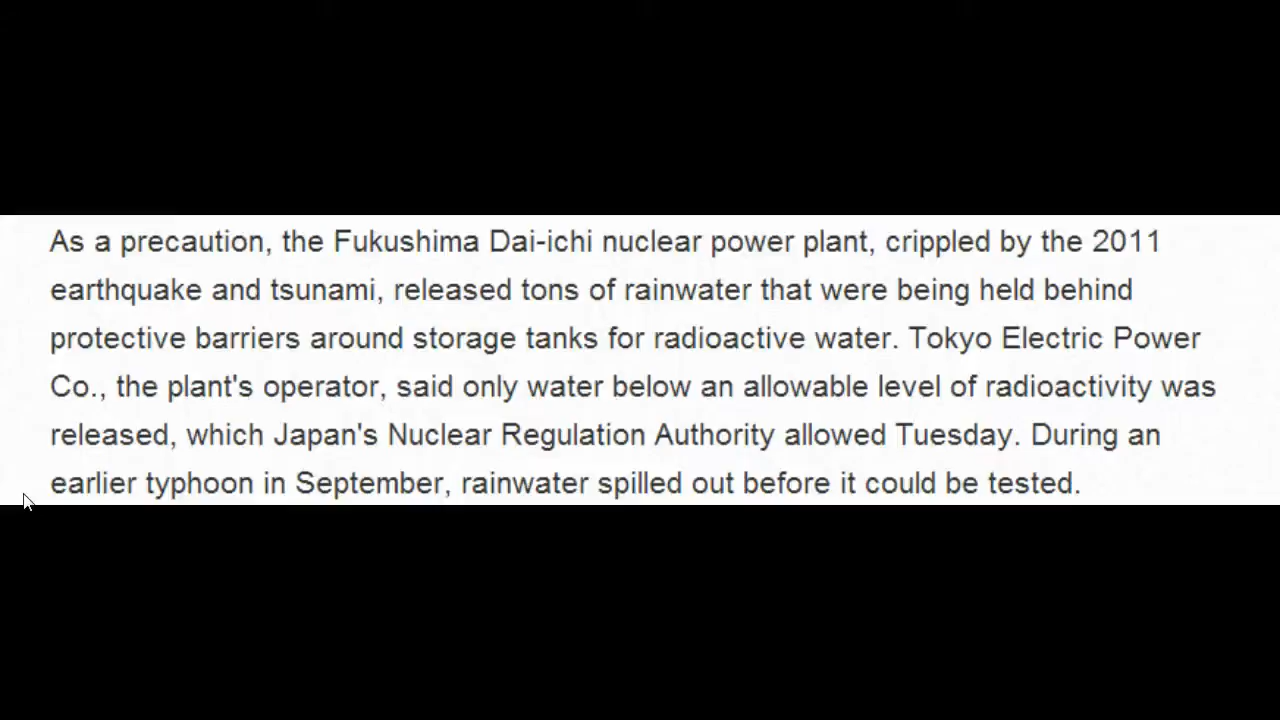 As a precaution, the Fukushima Dai-ichi nuclear power plant, crippled by the 2011
earthquake and tsunami, released tons of rainwater that were being held behind
protective barriers around storage tanks for radioactive water. Tokyo Electric Power
Co., the plant's operator, said only water below an allowable level of radioactivity was
released, which Japan's Nuclear Regulation Authority allowed Tuesday. During an
earlier typhoon in September, rainwater spilled out before it could be tested.